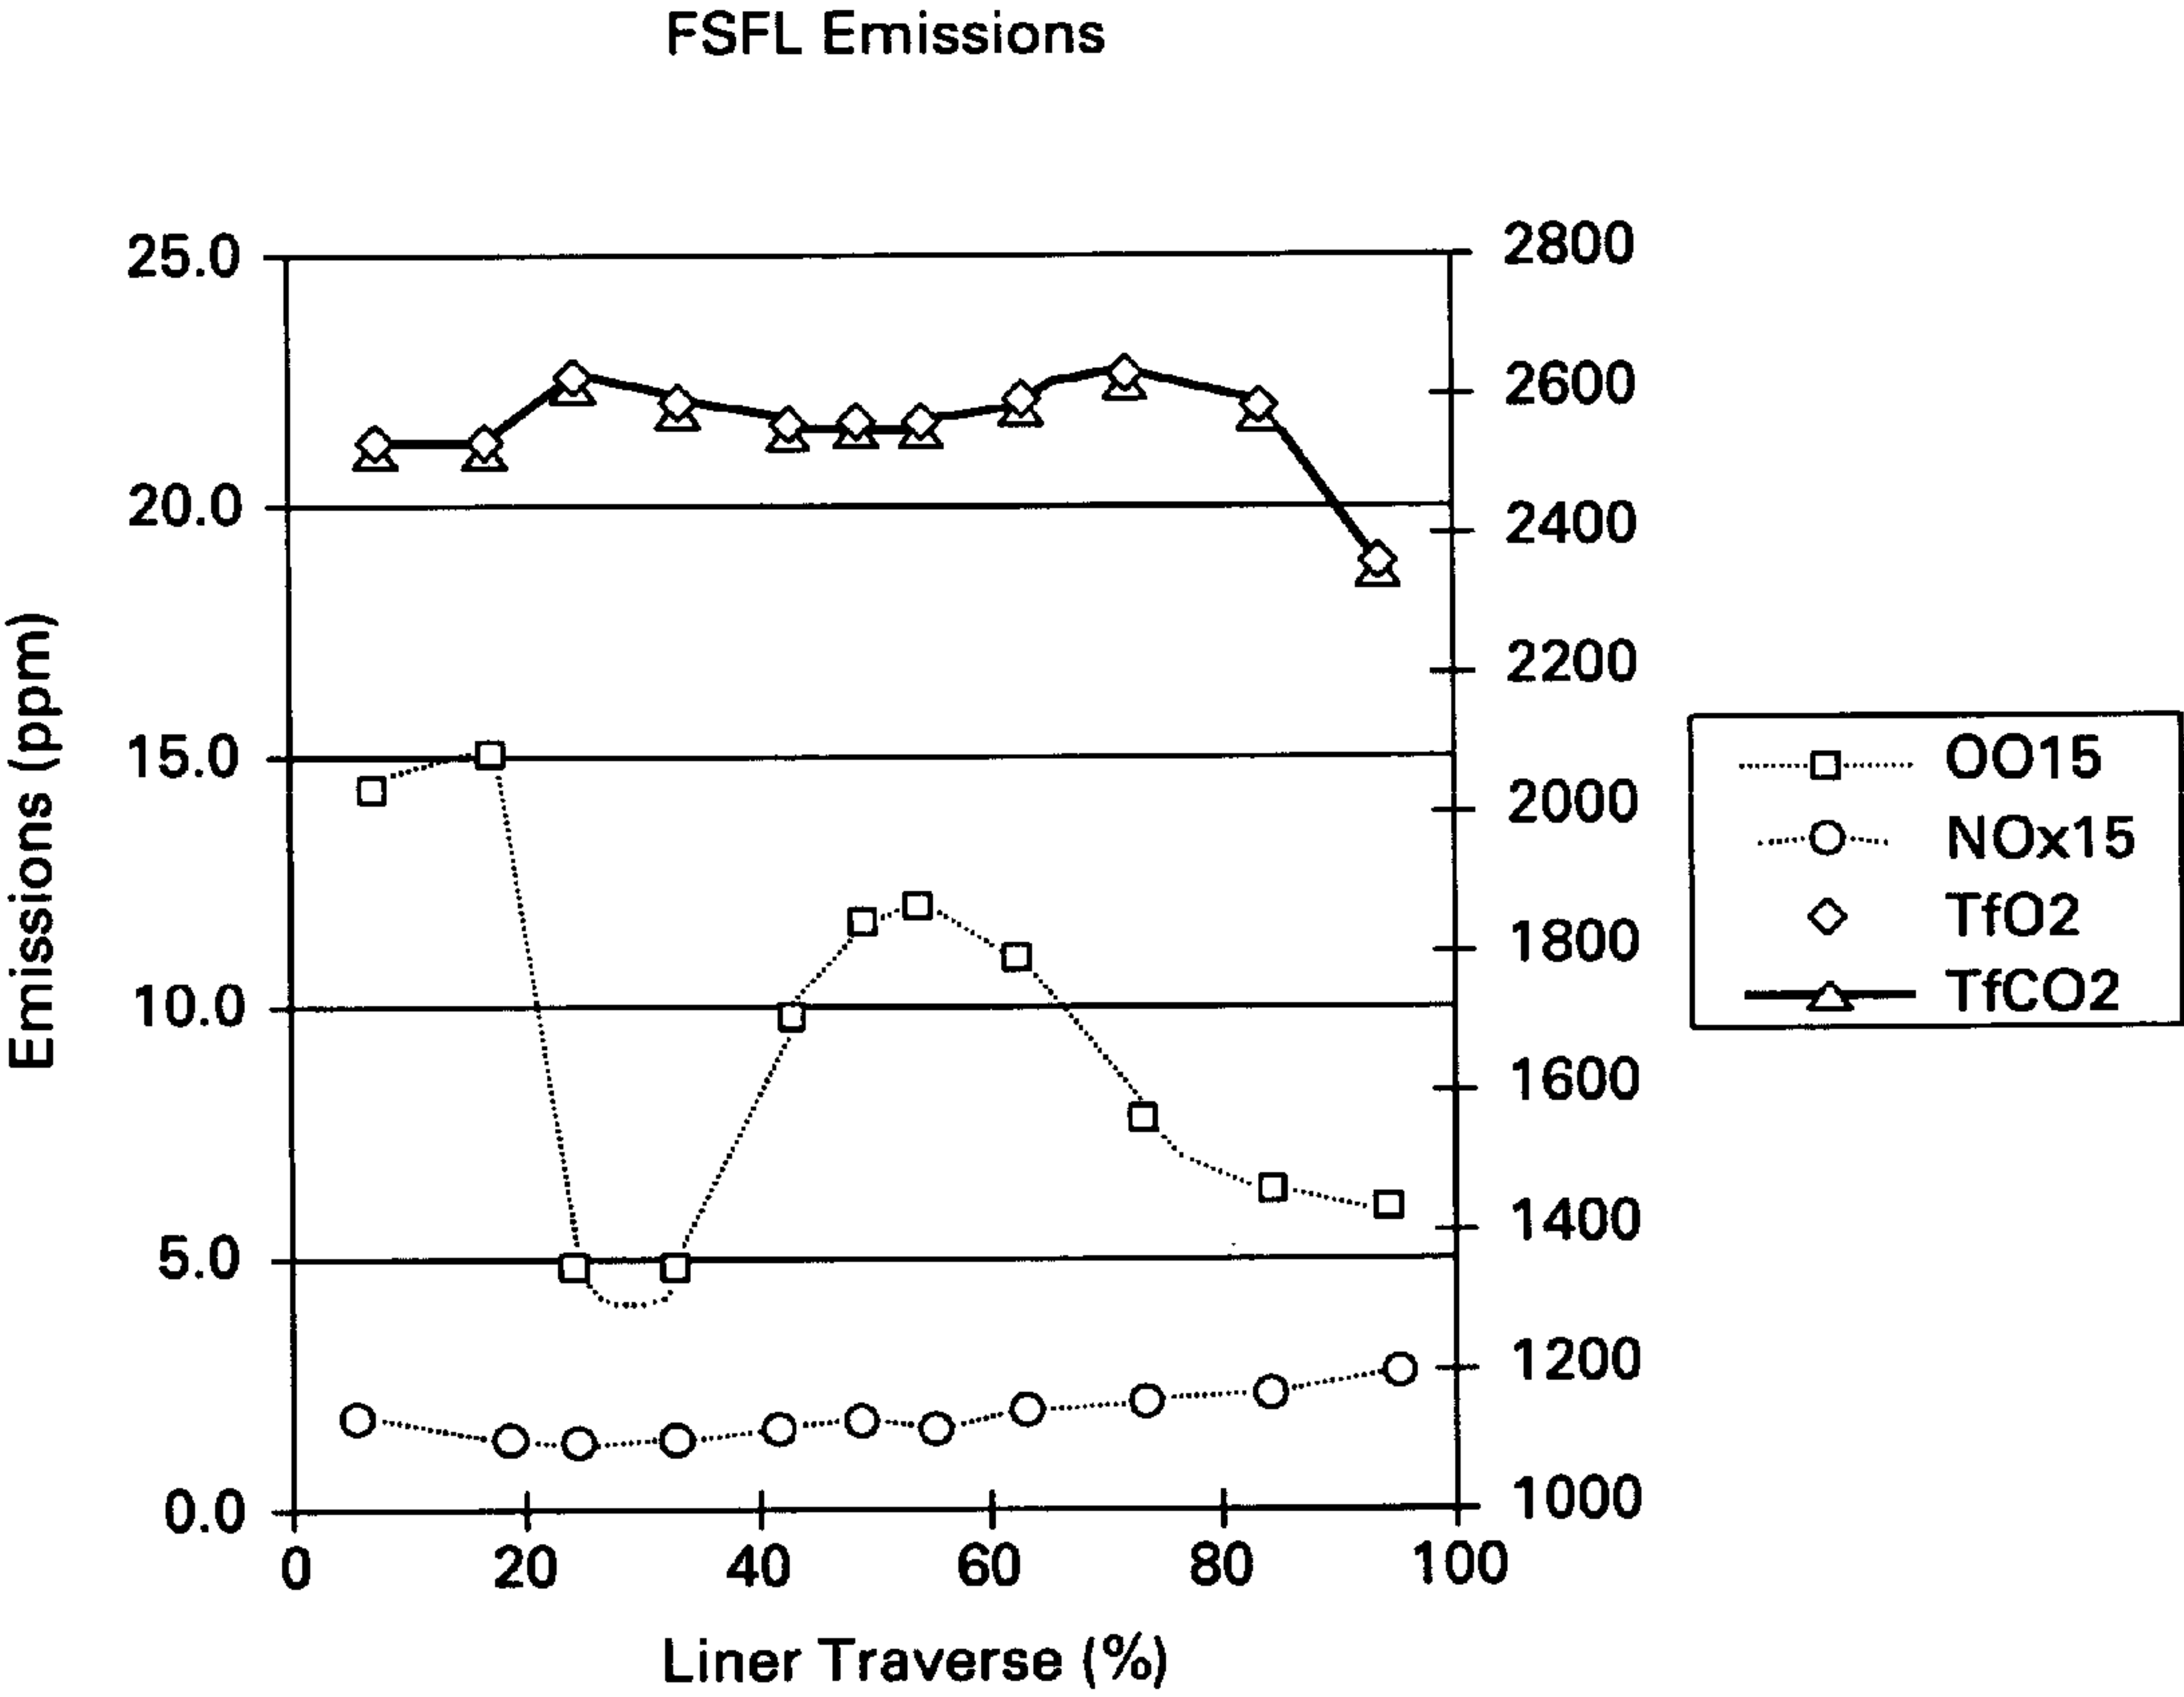 FSFL Emissions
25.0
20.0
15.0
10.0
5.0
0.0
Emissions (ppm)
2800
2600
2400
2200
2000
1800
1600
1400
1200
1000
0 20 40 60 80 100
Liner Traverse (%)
OO15
NOx15
TfO2
TfCO2